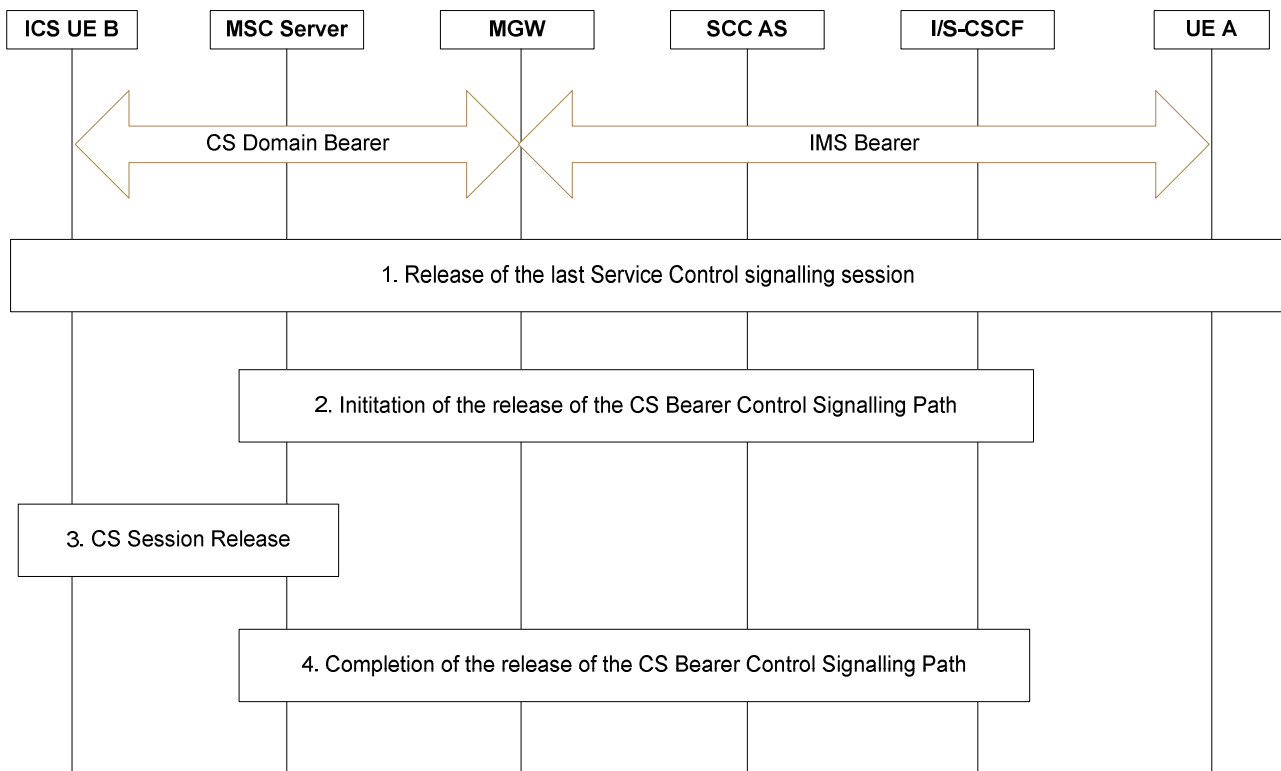 ICS UE B
MSC Server
MGW
SCC AS
I/S-CSCF
UE A
CS Domain Bearer
IMS Bearer
1. Release of the last Service Control signalling session
2. Inititation of the release of the CS Bearer Control Signalling Path
3. CS Session Release
4. Completion of the release of the CS Bearer Control Signalling Path